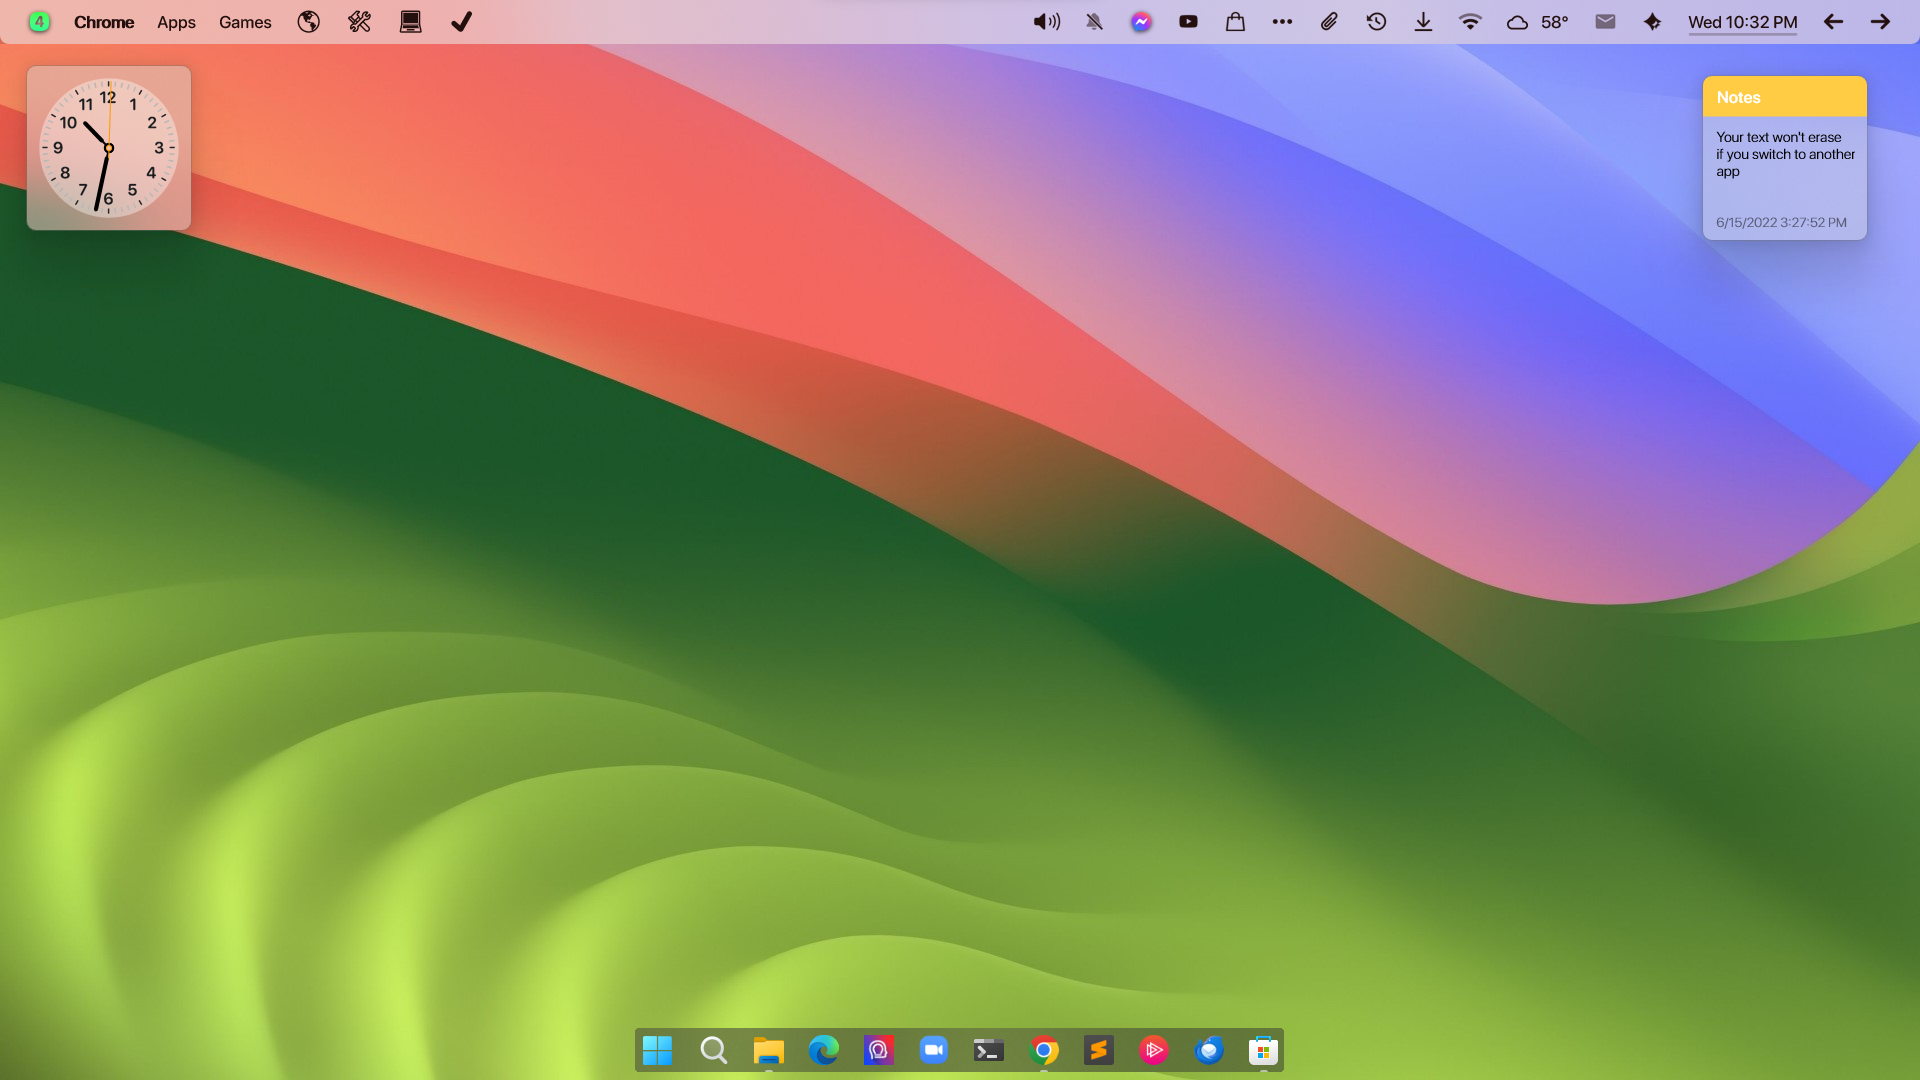 4 Chrome Apps Games 58° Wed 10:32 PM
12
11 1
10 2
9 3
8 4
7 5
6
Notes
Your text won't erase
if you switch to another
app
6/15/2022 3:27:52 PM